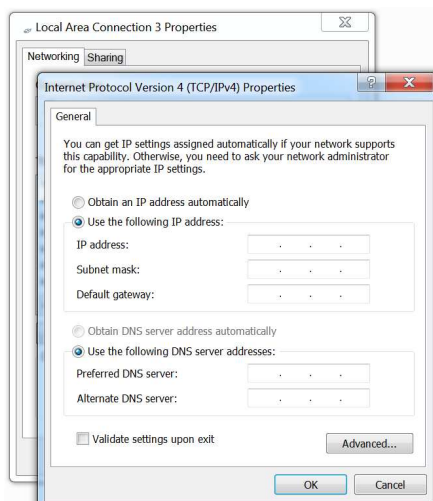 Local Area Connection 3 Properties
Networking Sharing
Internet Protocol Version 4 (TCP/IPv4) Properties
General
You can get IP settings assigned automatically if your network supports
this capability. Otherwise, you need to ask your network administrator
for the appropriate IP settings.
Obtain an IP address automatically
Use the following IP address:
IP address:
Subnet mask:
Default gateway:
Obtain DNS server address automatically
Use the following DNS server addresses:
Preferred DNS server:
Alternate DNS server:
Validate settings upon exit
Advanced...
OK Cancel